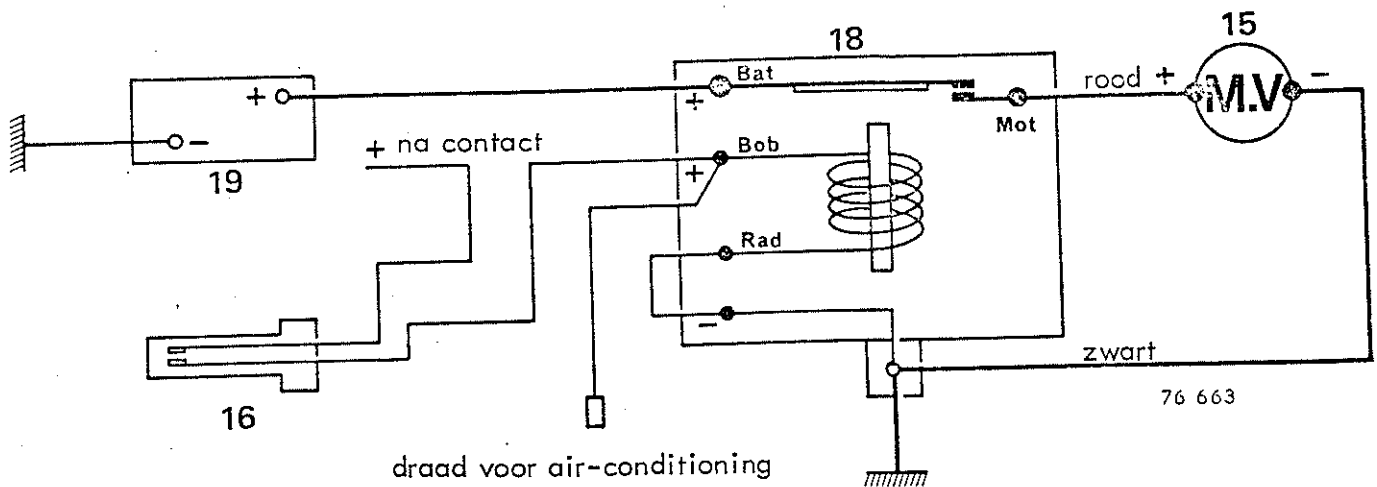 15
18
Bat
+
rood + M.V -
Mot
+
-
19
+ na contact
Bob
+
Rad
-
zwart
76 663
16
draad voor air-conditioning